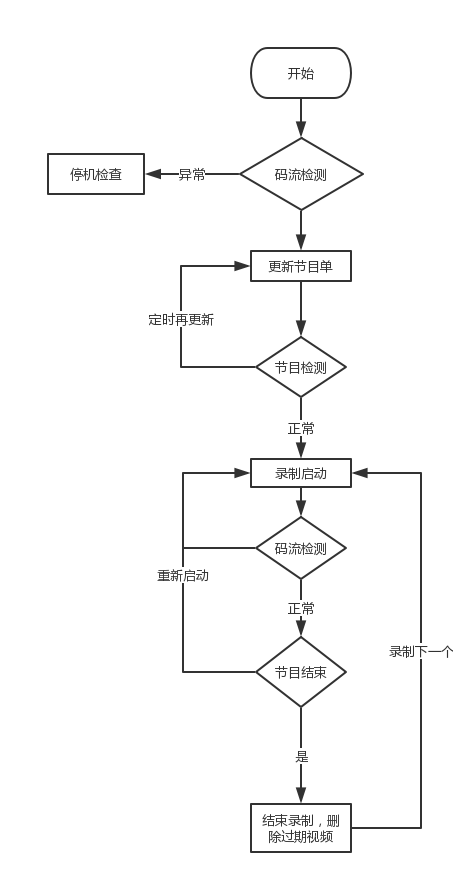 开始
码流检测
异常
停机检查
更新节目单
定时再更新
节目检测
正常
录制启动
码流检测
重新启动
正常
录制下一个
节目结束
是
结束录制，删
除过期视频